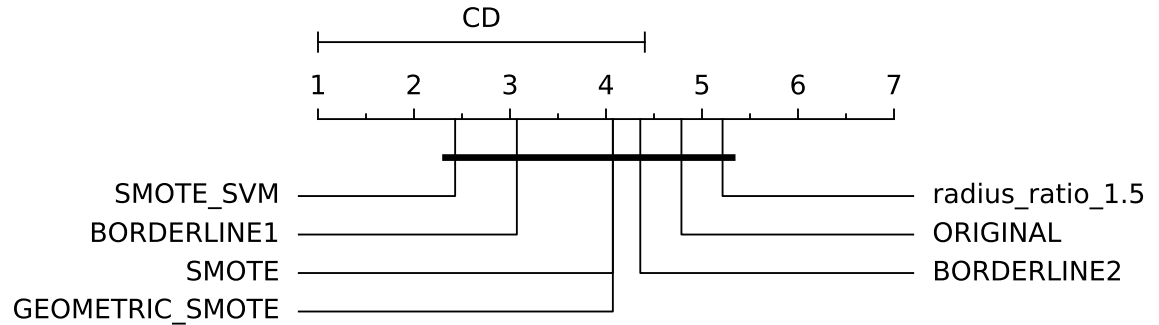 CD
1 2 3 4 5 6 7
SMOTE_SVM radius_ratio_1.5
BORDERLINE1 ORIGINAL
SMOTE BORDERLINE2
GEOMETRIC_SMOTE